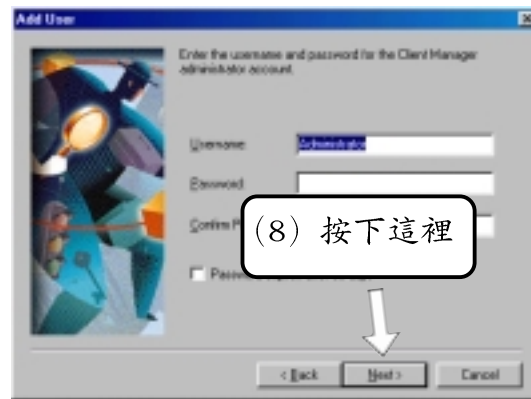 Add User
Enter the username and password for the Client Manager
administrator account.
Username:
Administrator
Password:
Confirm
(8) 按下這裡
< Back
Next >
Cancel